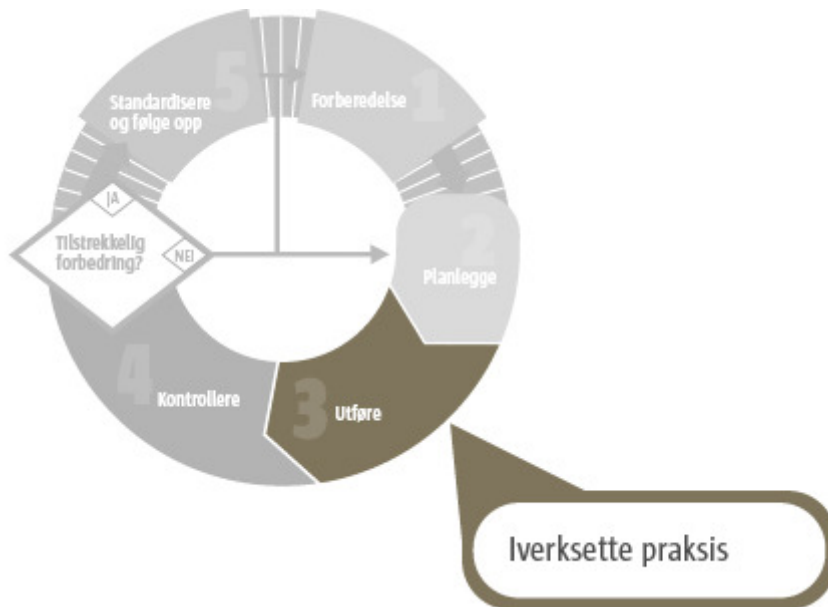 5
Standardisere
og følge opp
1
Forberedelse
JA
Tilstrekkelig
forbedring?
NEI
2
Planlegge
4
Kontrollere
3
Utføre
Iverksette praksis